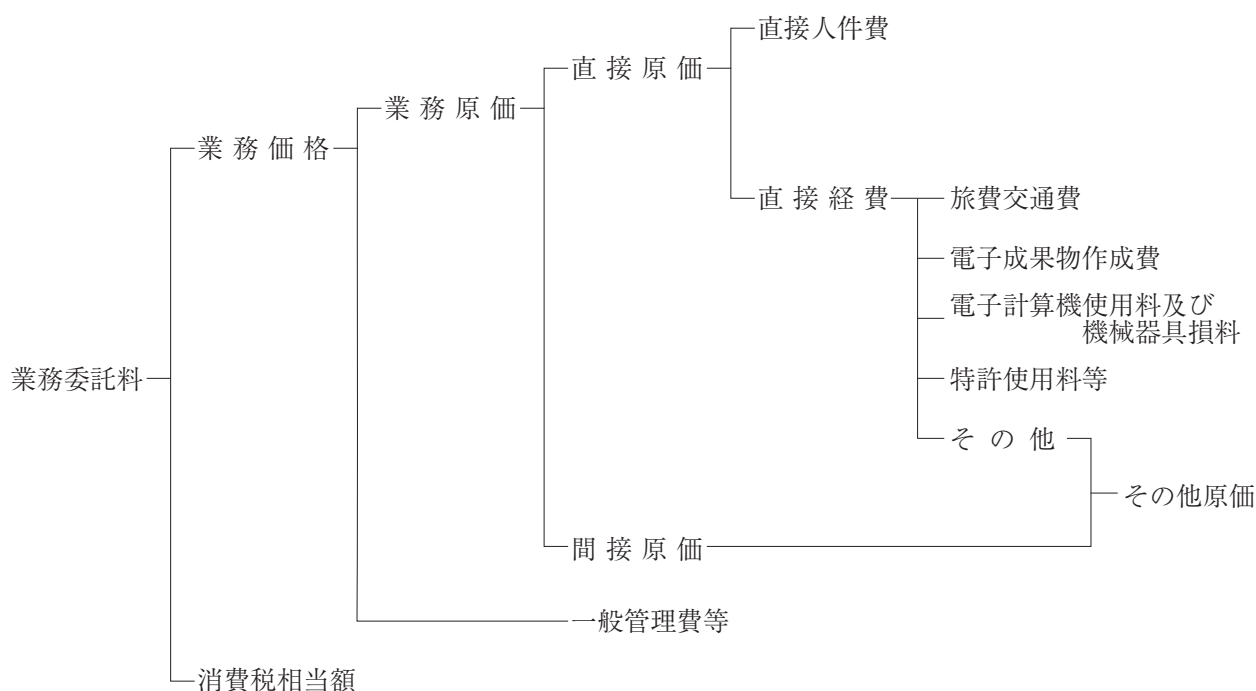 直接人件費
直接原価
業務原価
業務価格
直接経費
旅費交通費
電子成果物作成費
電子計算機使用料及び
機械器具損料
業務委託料
特許使用料等
その他
その他原価
間接原価
一般管理費等
消費税相当額